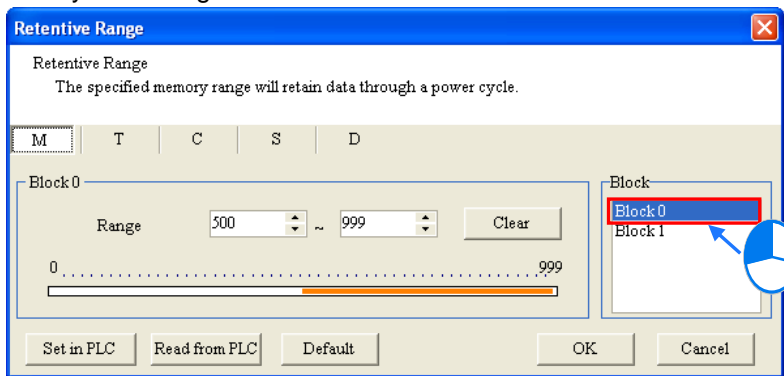 Retentive Range
Retentive Range
The specified memory range will retain data through a power cycle.
M T C S D
Block 0
Range 500 ~ 999 Clear
0 999
Block
Block 0
Block 1
Set in PLC Read from PLC Default OK Cancel